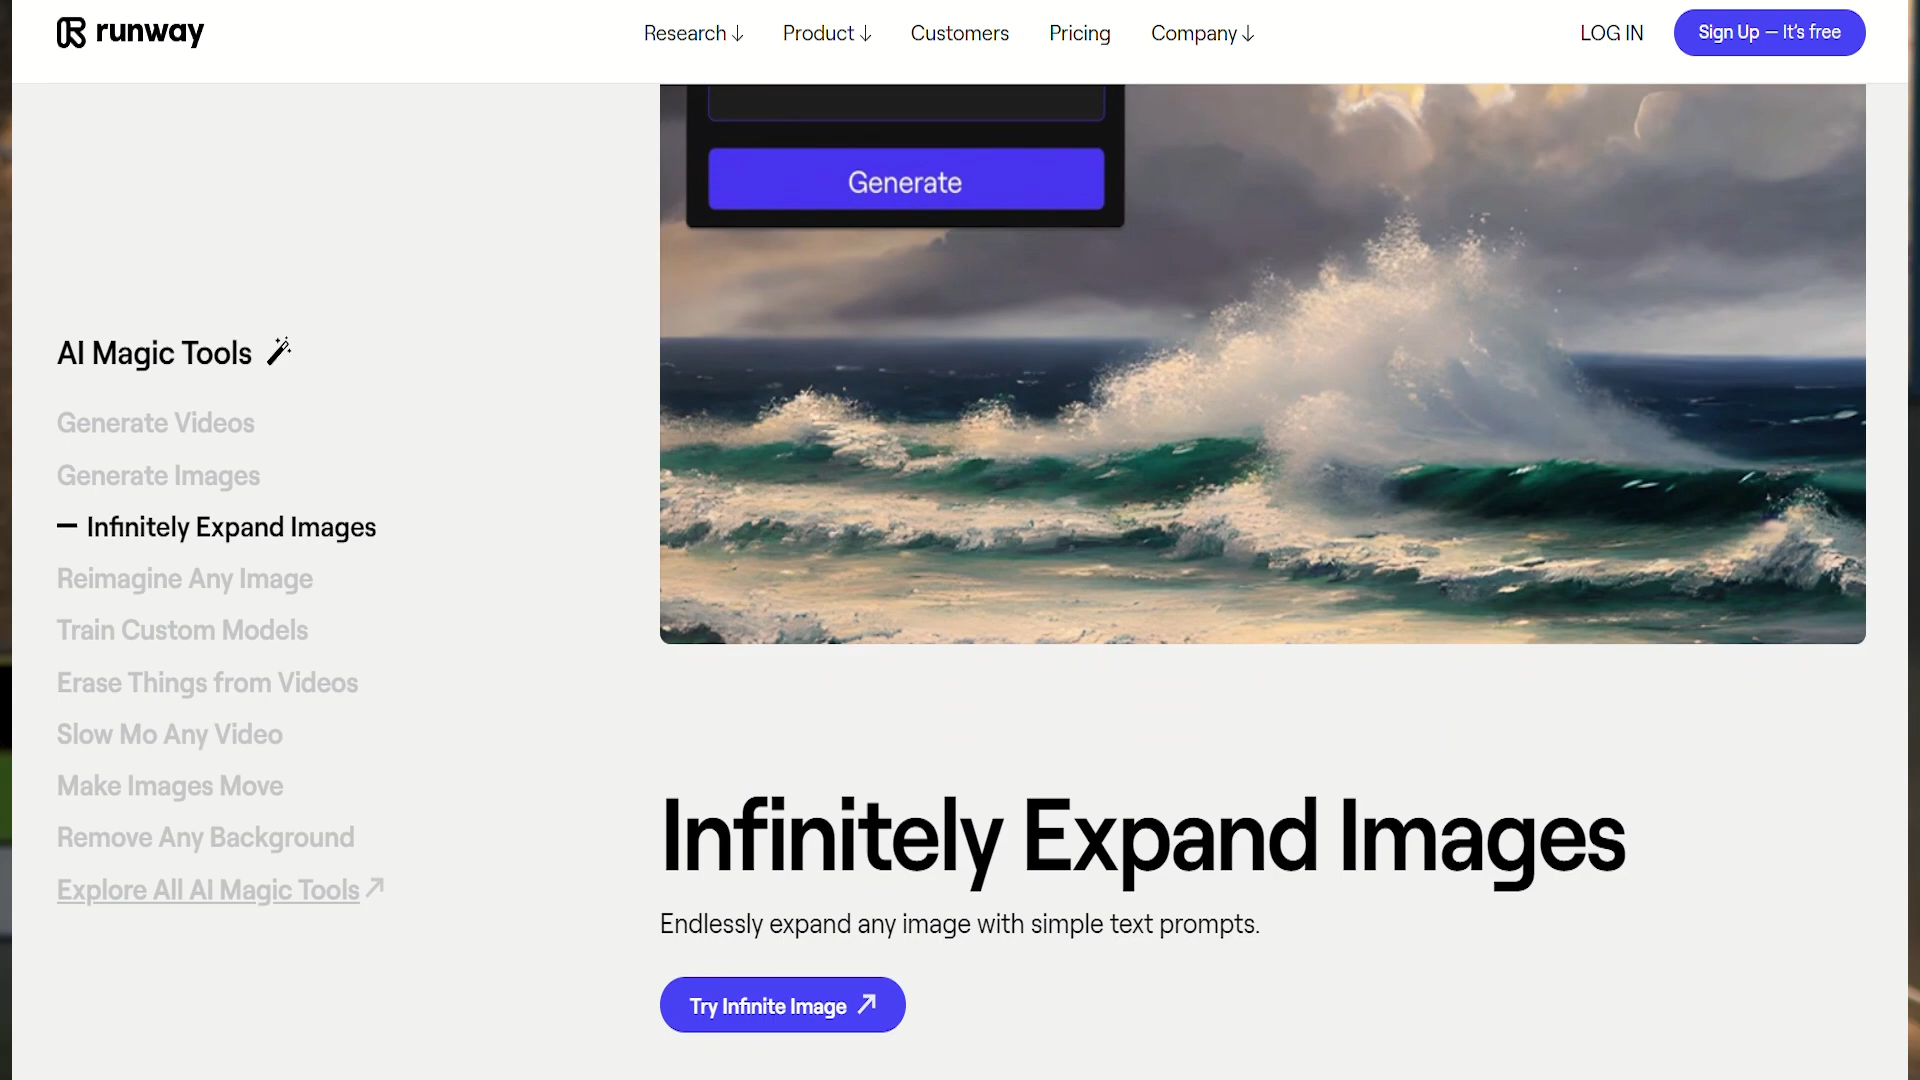 runway
Research ↓
Product ↓
Customers
Pricing
Company ↓
LOG IN
Sign Up — It's free
Generate
AI Magic Tools
Generate Videos
Generate Images
— Infinitely Expand Images
Reimagine Any Image
Train Custom Models
Erase Things from Videos
Slow Mo Any Video
Make Images Move
Remove Any Background
Explore All AI Magic Tools ↗
Infinitely Expand Images
Endlessly expand any image with simple text prompts.
Try Infinite Image ↗